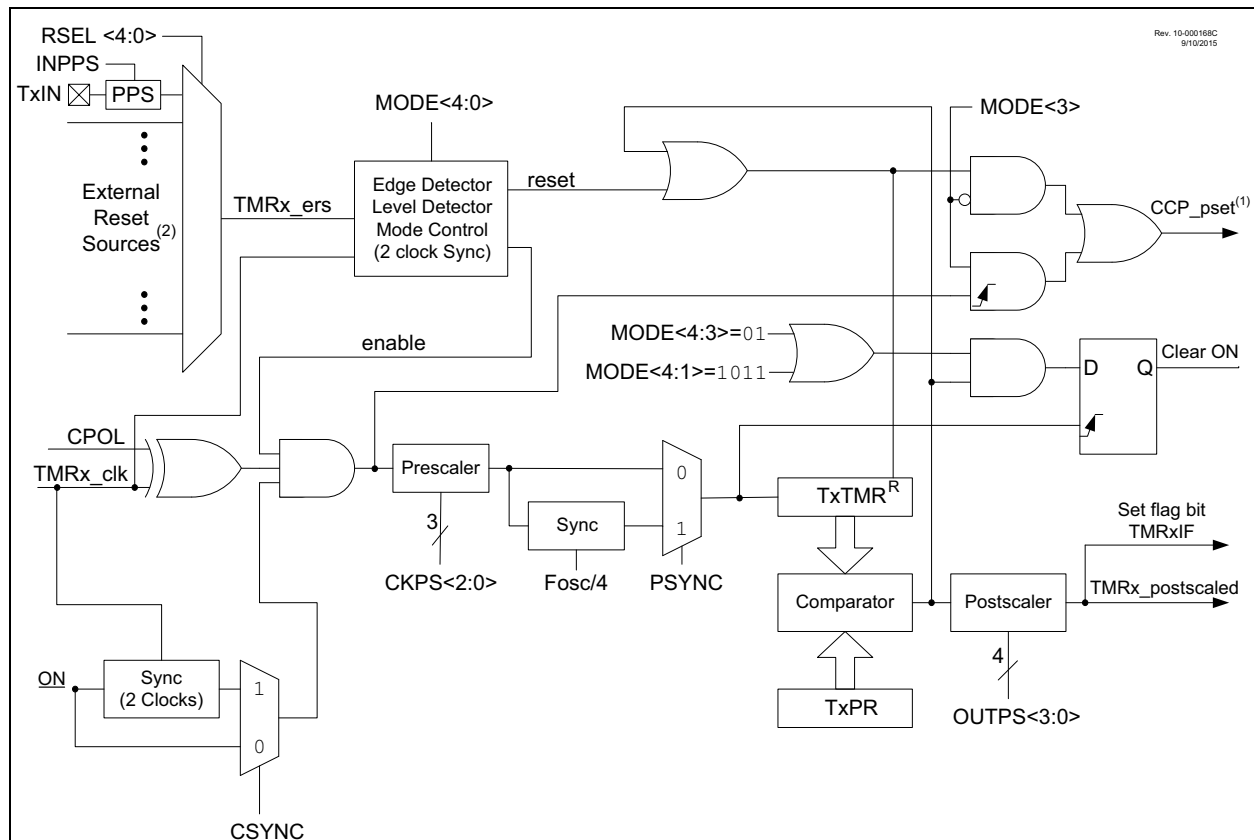 Rev. 10-000168C
9/10/2015
RSEL <4:0>
INPPS
TxIN
PPS
MODE<4:0>
MODE<3>
External
Reset
Sources(2)
TMRx_ers
Edge Detector
Level Detector
Mode Control
(2 clock Sync)
reset
CCP_pset(1)
enable
MODE<4:3>=01
MODE<4:1>=1011
D
Q
Clear ON
CPOL
TMRx_clk
Prescaler
0
1
TxTMR
R
3
Sync
Set flag bit
TMRxIF
CKPS<2:0>
Fosc/4
PSYNC
Comparator
Postscaler
TMRx_postscaled
ON
Sync
(2 Clocks)
1
0
4
TxPR
OUTPS<3:0>
CSYNC